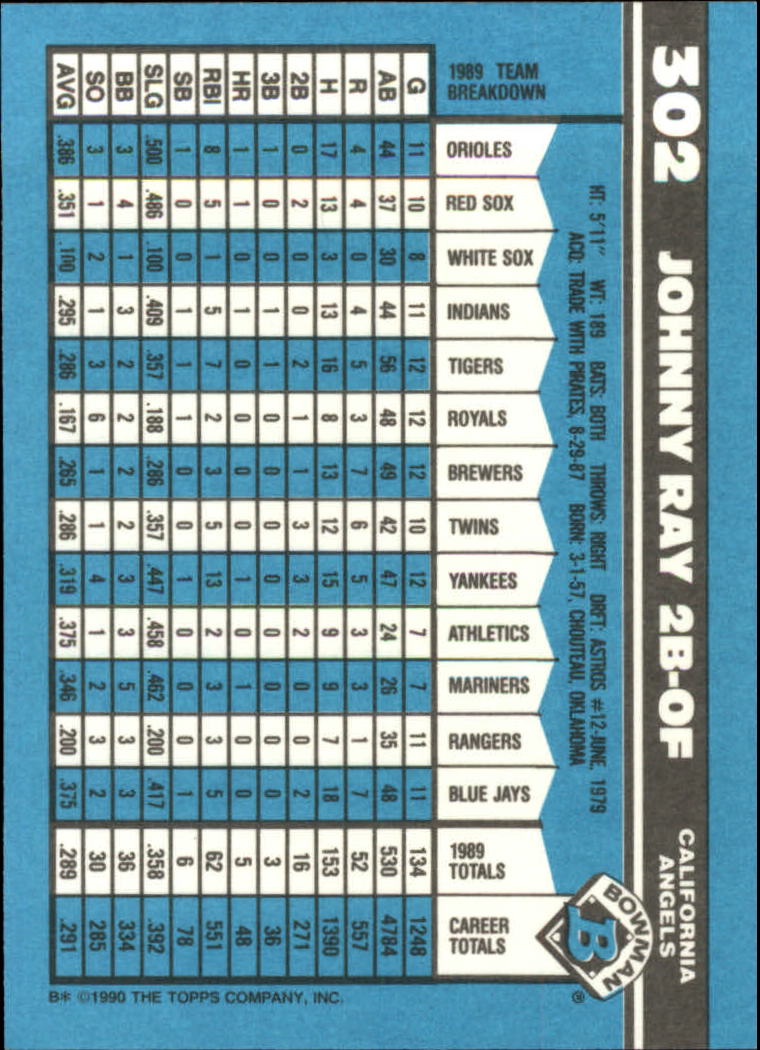 302 JOHNNY RAY 2B-OF CALIFORNIA ANGELS
HT: 5'11" WT: 189 BATS: BOTH THROWS: RIGHT DRFT: ASTROS #12-JUNE, 1979
ACQ: TRADE WITH PIRATES, 8-29-87 BORN: 3-1-57, CHOUTEAU, OKLAHOMA
BOWMAN
B
1989 TEAM BREAKDOWN G AB R H 2B 3B HR RBI SB SLG BB SO AVG
ORIOLES 11 44 4 17 0 1 1 8 1 .500 3 3 .386
RED SOX 10 37 4 13 2 0 1 5 0 .486 4 1 .351
WHITE SOX 8 30 0 3 0 0 0 1 0 .100 1 2 .100
INDIANS 11 44 4 13 0 1 1 5 1 .409 3 1 .295
TIGERS 12 56 5 16 2 1 0 7 1 .357 2 3 .286
ROYALS 12 48 3 8 1 0 0 2 1 .188 2 6 .167
BREWERS 12 49 7 13 1 0 0 3 0 .286 2 1 .265
TWINS 10 42 6 12 3 0 0 5 0 .357 2 1 .286
YANKEES 12 47 5 15 3 0 1 13 1 .447 3 4 .319
ATHLETICS 7 24 3 9 2 0 0 2 0 .458 3 1 .375
MARINERS 7 26 3 9 0 0 1 3 0 .462 5 2 .346
RANGERS 11 35 1 7 0 0 0 3 0 .200 3 3 .200
BLUE JAYS 11 48 7 18 2 0 0 5 1 .417 3 2 .375
1989 TOTALS 134 530 52 153 16 3 5 62 6 .358 36 30 .289
CAREER TOTALS 1248 4784 557 1390 271 36 48 551 78 .392 334 285 .291
B* ©1990 THE TOPPS COMPANY, INC. ®